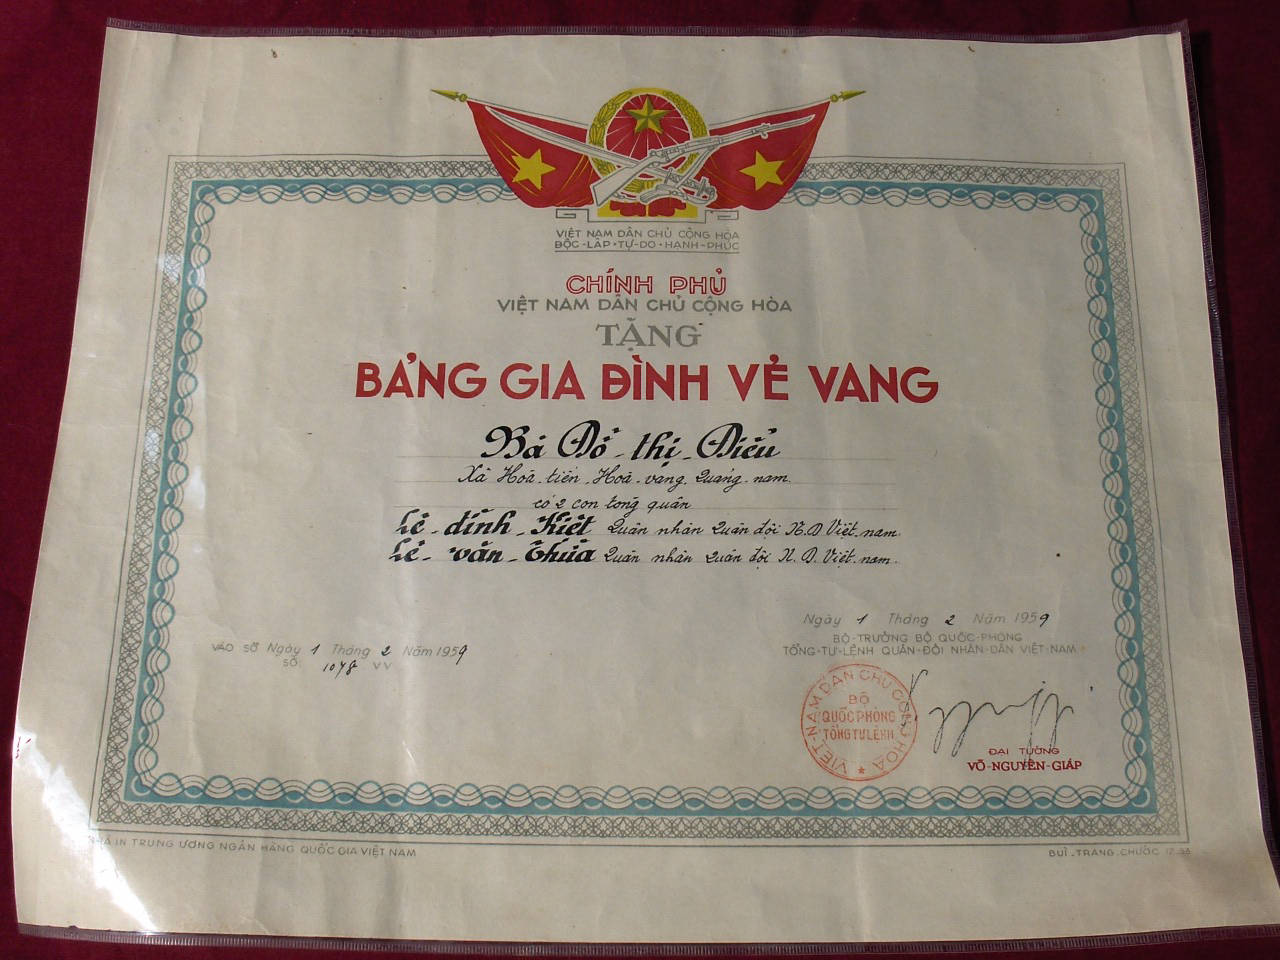 VIỆT NAM DÂN CHỦ CỘNG HÒA
ĐỘC-LẬP-TỰ-DO-HẠNH-PHÚC
CHÍNH PHỦ
VIỆT NAM DÂN CHỦ CỘNG HÒA
TẶNG
BẢNG GIA ĐÌNH VẺ VANG
Bà Đỗ-thị-Diểu
Xã Hoà-tiến-Hoà-vang-Quảng-nam
có 2 con tòng quân
Lê-đình-Kiệt Quân nhân Quân đội N.D Việt-nam.
Lê-văn-Thừa Quân nhân Quân đội N.D. Việt-nam.
Ngày 1 Tháng 2 Năm 1959
BỘ-TRƯỞNG BỘ QUỐC-PHÒNG
TỔNG-TƯ-LỆNH QUÂN-ĐỘI NHÂN-DÂN VIỆT-NAM
VÀO SỔ Ngày 1 Tháng 2 Năm 1959
SỐ 1078 VV
VIỆT-NAM DÂN CHỦ CỘNG HÒA
BỘ
QUỐC PHÒNG
TỔNG TƯ LỆNH
ĐẠI TƯỚNG
VÕ-NGUYÊN-GIÁP
NHÀ IN TRUNG ƯƠNG NGÂN HÀNG QUỐC GIA VIỆT NAM
BUÌ-TRANG-CHƯỚC